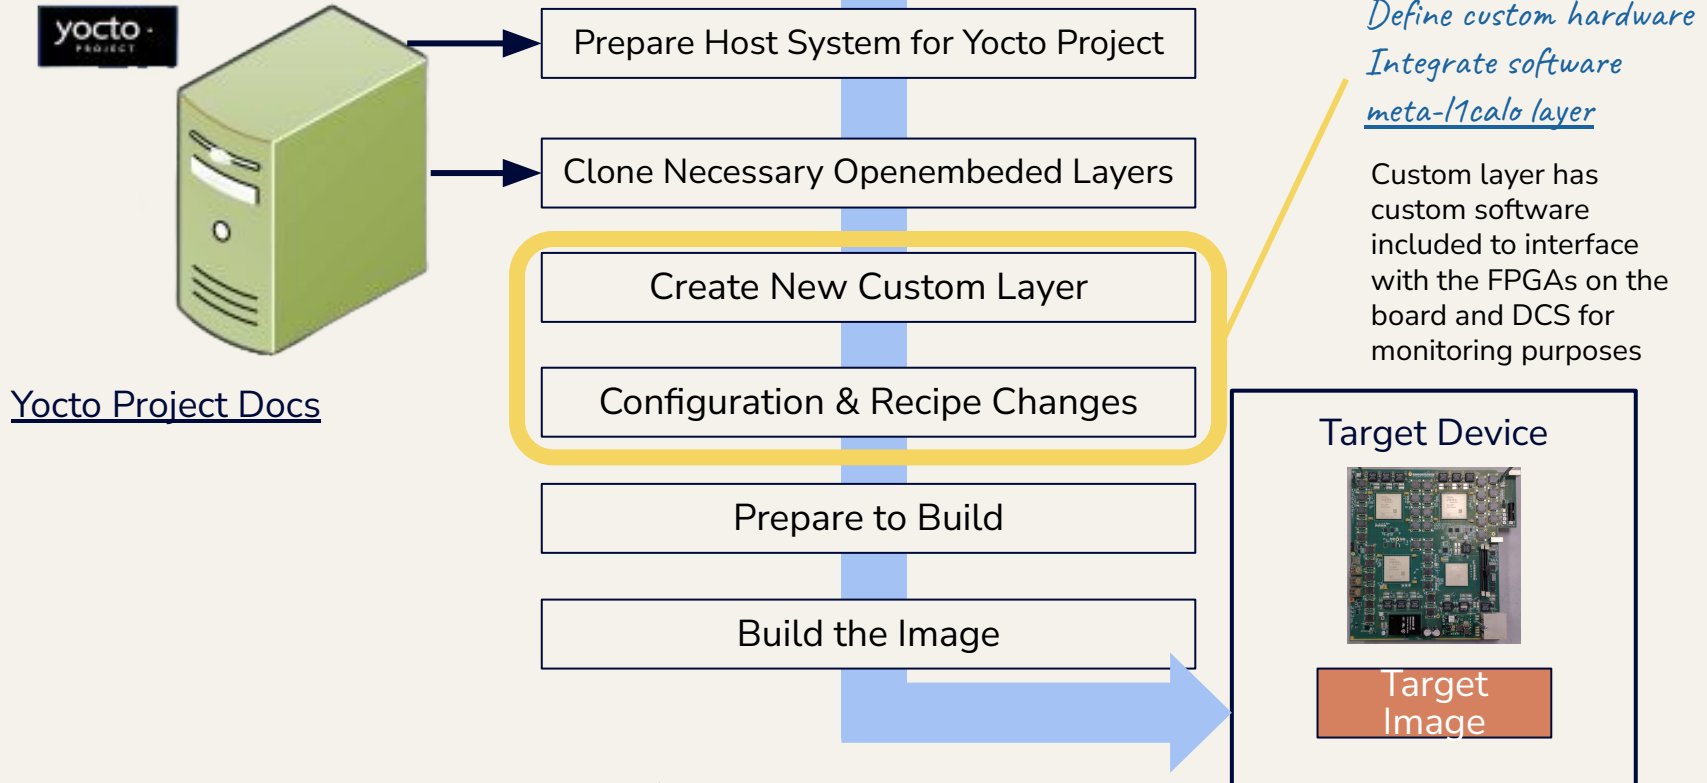 yocto ·
PROJECT
Prepare Host System for Yocto Project
Clone Necessary Openembeded Layers
Create New Custom Layer
Configuration & Recipe Changes
Prepare to Build
Build the Image
Yocto Project Docs
Define custom hardware
Integrate software
meta-l1calo layer
Custom layer has
custom software
included to interface
with the FPGAs on the
board and DCS for
monitoring purposes
Target Device
Target
Image